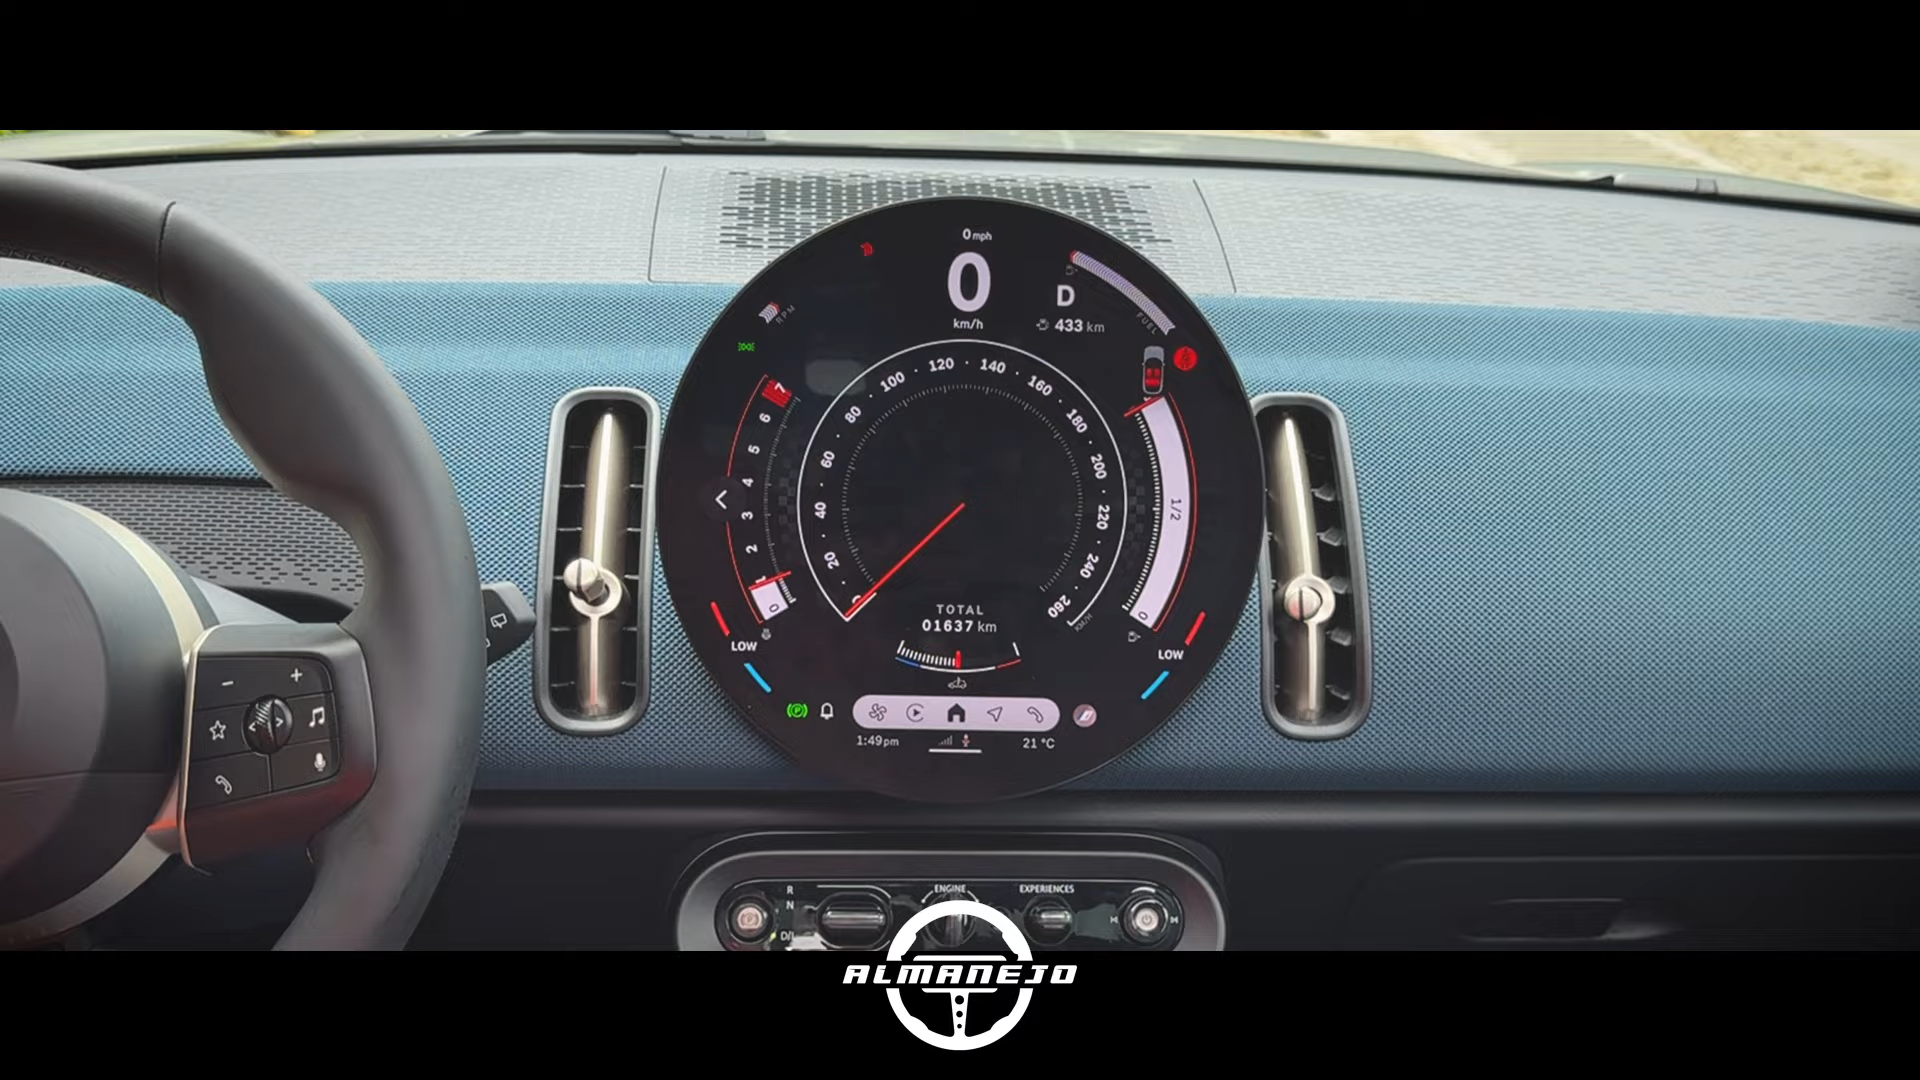 0 mph
0
km/h
D
433 km
RPM
FUEL
7
6
5
4
3
2
1
0
0
20
40
60
80
100
120
140
160
180
200
220
240
260
KM/H
1/2
0
TOTAL
01637 km
LOW
LOW
1:49pm
21 °C
R
N
D/L
ENGINE
EXPERIENCES
ALMANEJO